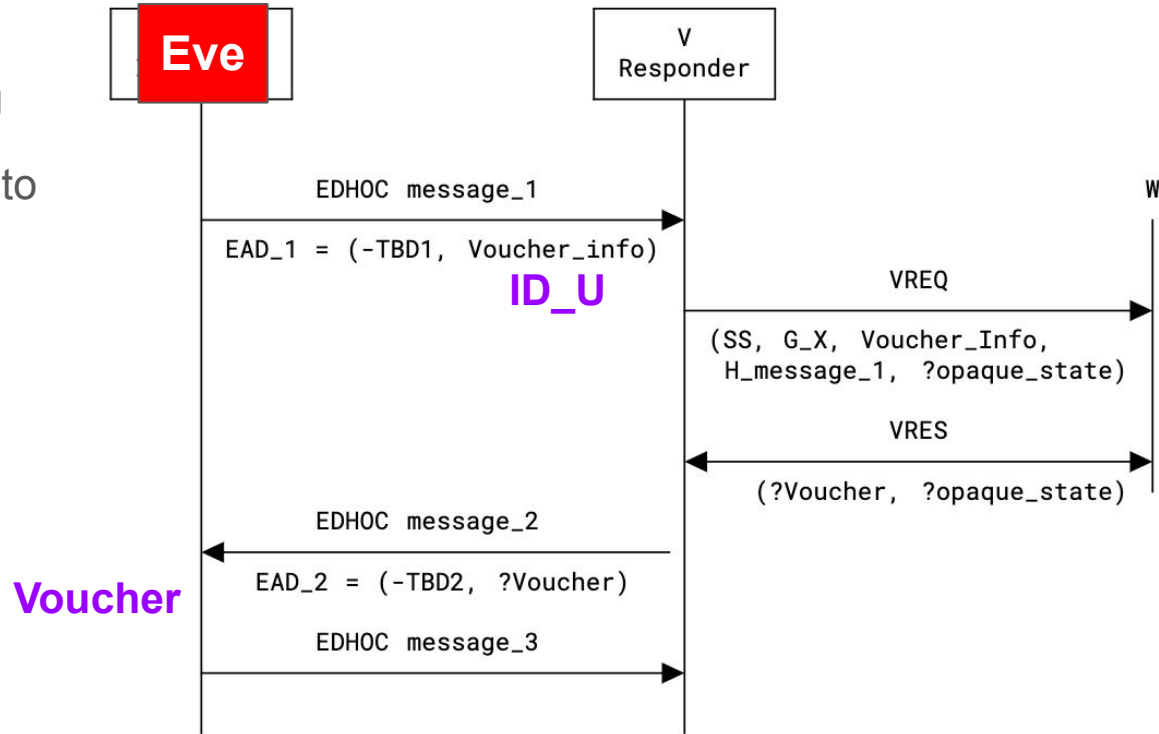 Eve
V
Responder
to
EDHOC message_1
W
EAD_1 = (-TBD1, Voucher_info)
ID_U
VREQ
(SS, G_X, Voucher_Info,
H_message_1, ?opaque_state)
VRES
(?Voucher, ?opaque_state)
EDHOC message_2
EAD_2 = (-TBD2, ?Voucher)
Voucher
EDHOC message_3